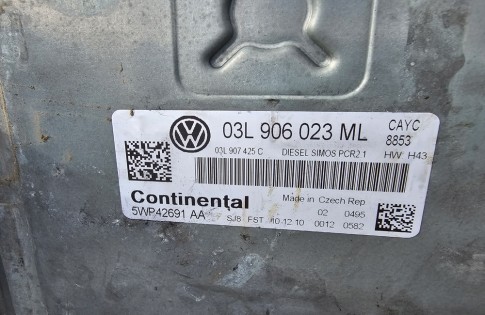 03L 906 023 ML CAYC
8853
03L 907 425 C DIESEL SIMOS PCR2.1 HW H43
Continental Made in Czech Rep
5WP42691 AA 02 0495
SJ8 FST 10.12.10 0012 0582